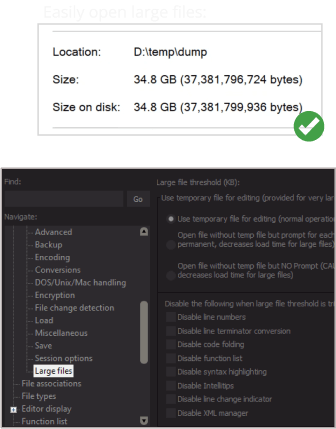 Easily open large files:
Location: D:\temp\dump
Size: 34.8 GB (37,381,796,724 bytes)
Size on disk: 34.8 GB (37,381,799,936 bytes)
Find:
Go
Navigate:
Advanced
Backup
Encoding
Conversions
DOS/Unix/Mac handling
Encryption
File change detection
Load
Miscellaneous
Save
Session options
Large files
File associations
File types
Editor display
Function list
Large file threshold (KB):
Use temporary file for editing (provided for very lar
Use temporary file for editing (normal operation
Open file without temp file but prompt for each
permanent, decreases load time for large files)
Open file without temp file but NO Prompt (CA
decreases load time for large files)
Disable the following when large file threshold is tri
Disable line numbers
Disable line terminator conversion
Disable code folding
Disable function list
Disable syntax highlighting
Disable Intellitips
Disable line change indicator
Disable XML manager